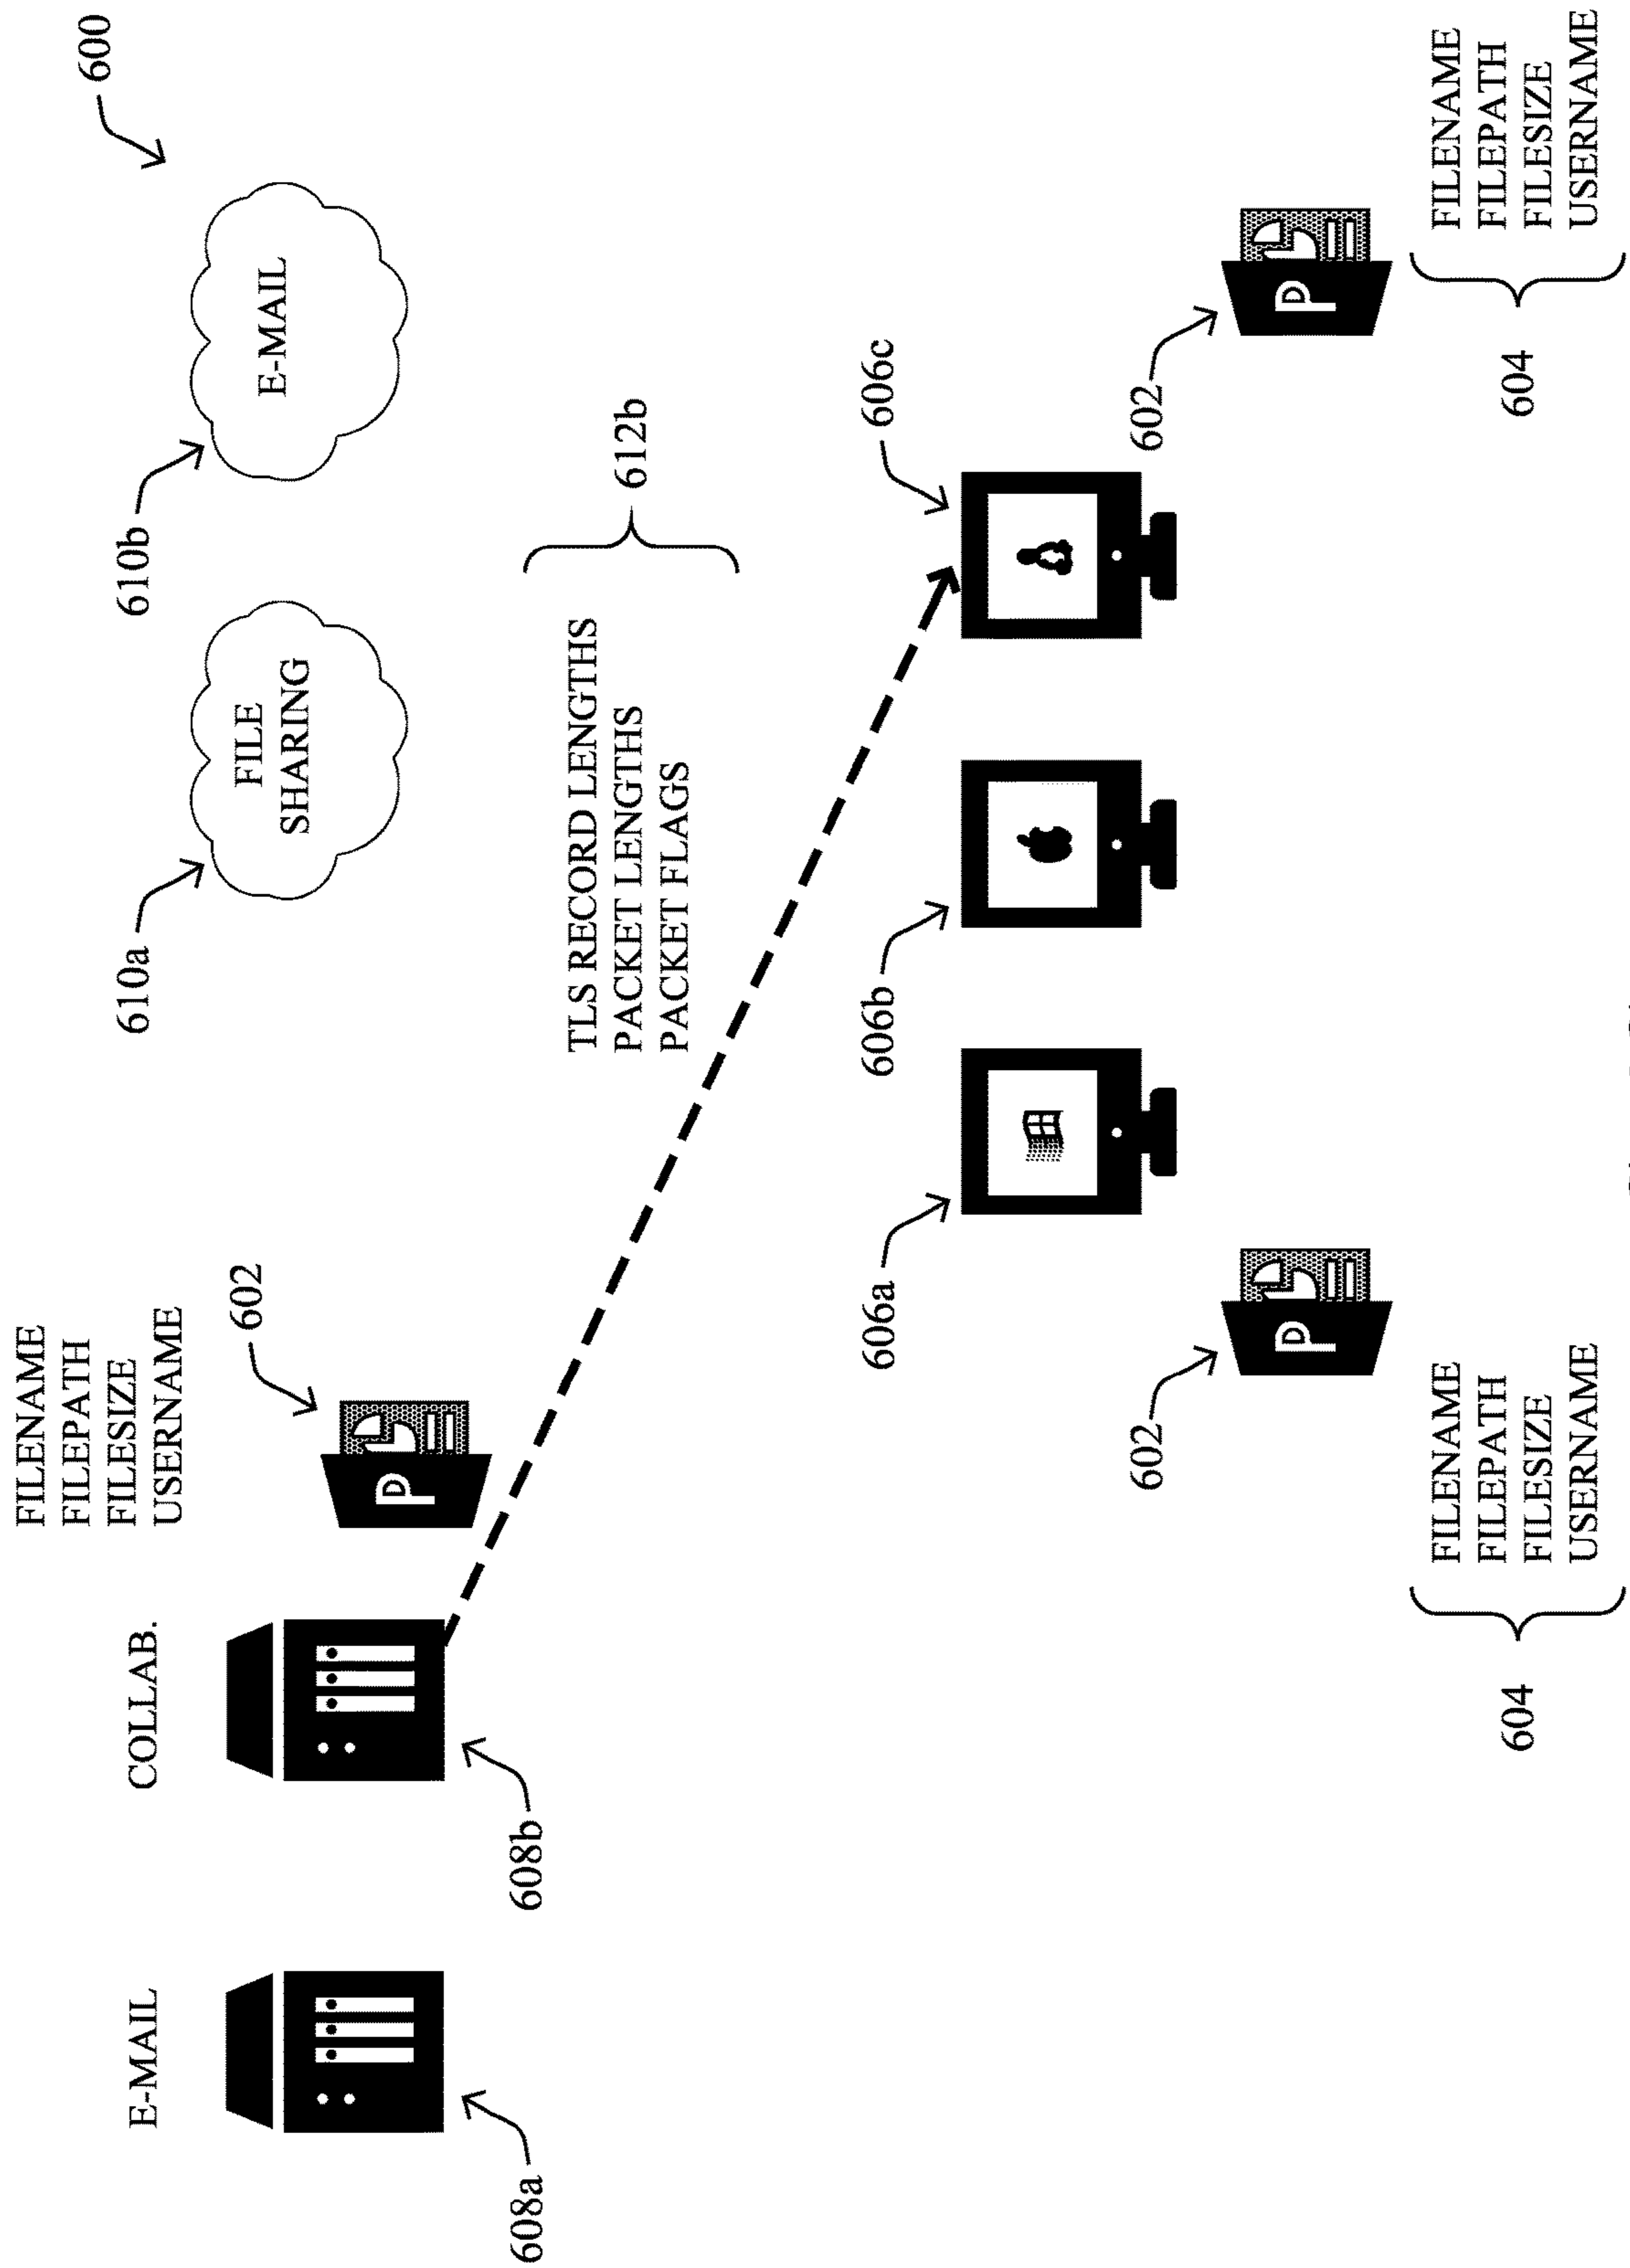 600
E-MAIL
610b
FILE
SHARING
610a
TLS RECORD LENGTHS
PACKET LENGTHS
PACKET FLAGS
612b
FILENAME
FILEPATH
FILESIZE
USERNAME
602
COLLAB.
608b
E-MAIL
608a
606a
606b
606c
P
602
P
602
P
FILENAME
FILEPATH
FILESIZE
USERNAME
604
FILENAME
FILEPATH
FILESIZE
USERNAME
604